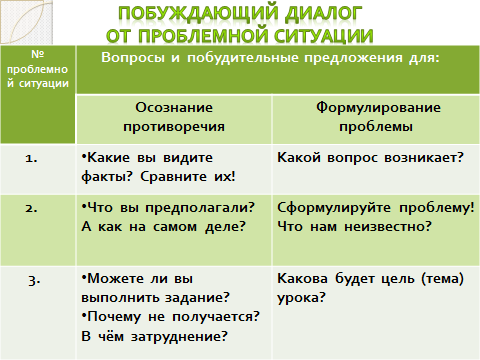 ПОБУЖДАЮЩИЙ ДИАЛОГ
ОТ ПРОБЛЕМНОЙ СИТУАЦИИ
№
проблемно
й ситуации
Вопросы и побудительные предложения для:
Осознание
противоречия
Формулирование
проблемы
1.
•Какие вы видите
факты? Сравните их!
Какой вопрос возникает?
2.
•Что вы предполагали?
А как на самом деле?
Сформулируйте проблему!
Что нам неизвестно?
3.
•Можете ли вы
выполнить задание?
•Почему не получается?
В чём затруднение?
Какова будет цель (тема)
урока?